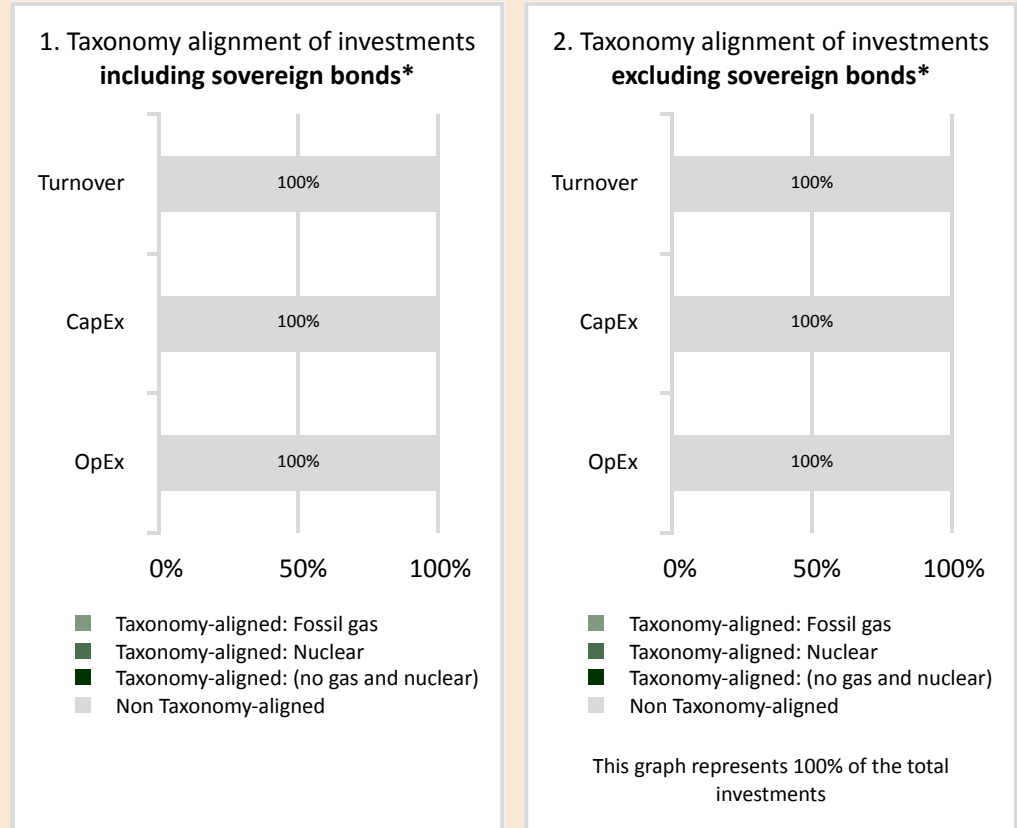 1. Taxonomy alignment of investments
including sovereign bonds*
Turnover
100%
CapEx
100%
OpEx
100%
0% 50% 100%
Taxonomy-aligned: Fossil gas
Taxonomy-aligned: Nuclear
Taxonomy-aligned: (no gas and nuclear)
Non Taxonomy-aligned
2. Taxonomy alignment of investments
excluding sovereign bonds*
Turnover
100%
CapEx
100%
OpEx
100%
0% 50% 100%
Taxonomy-aligned: Fossil gas
Taxonomy-aligned: Nuclear
Taxonomy-aligned: (no gas and nuclear)
Non Taxonomy-aligned
This graph represents 100% of the total
investments